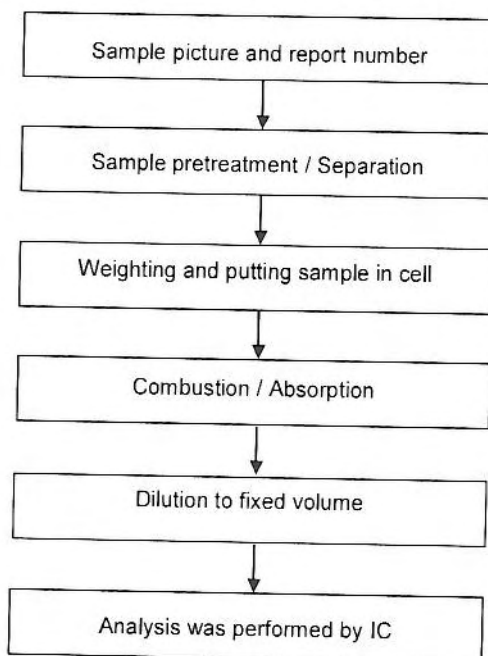 Sample picture and report number
Sample pretreatment / Separation
Weighting and putting sample in cell
Combustion / Absorption
Dilution to fixed volume
Analysis was performed by IC